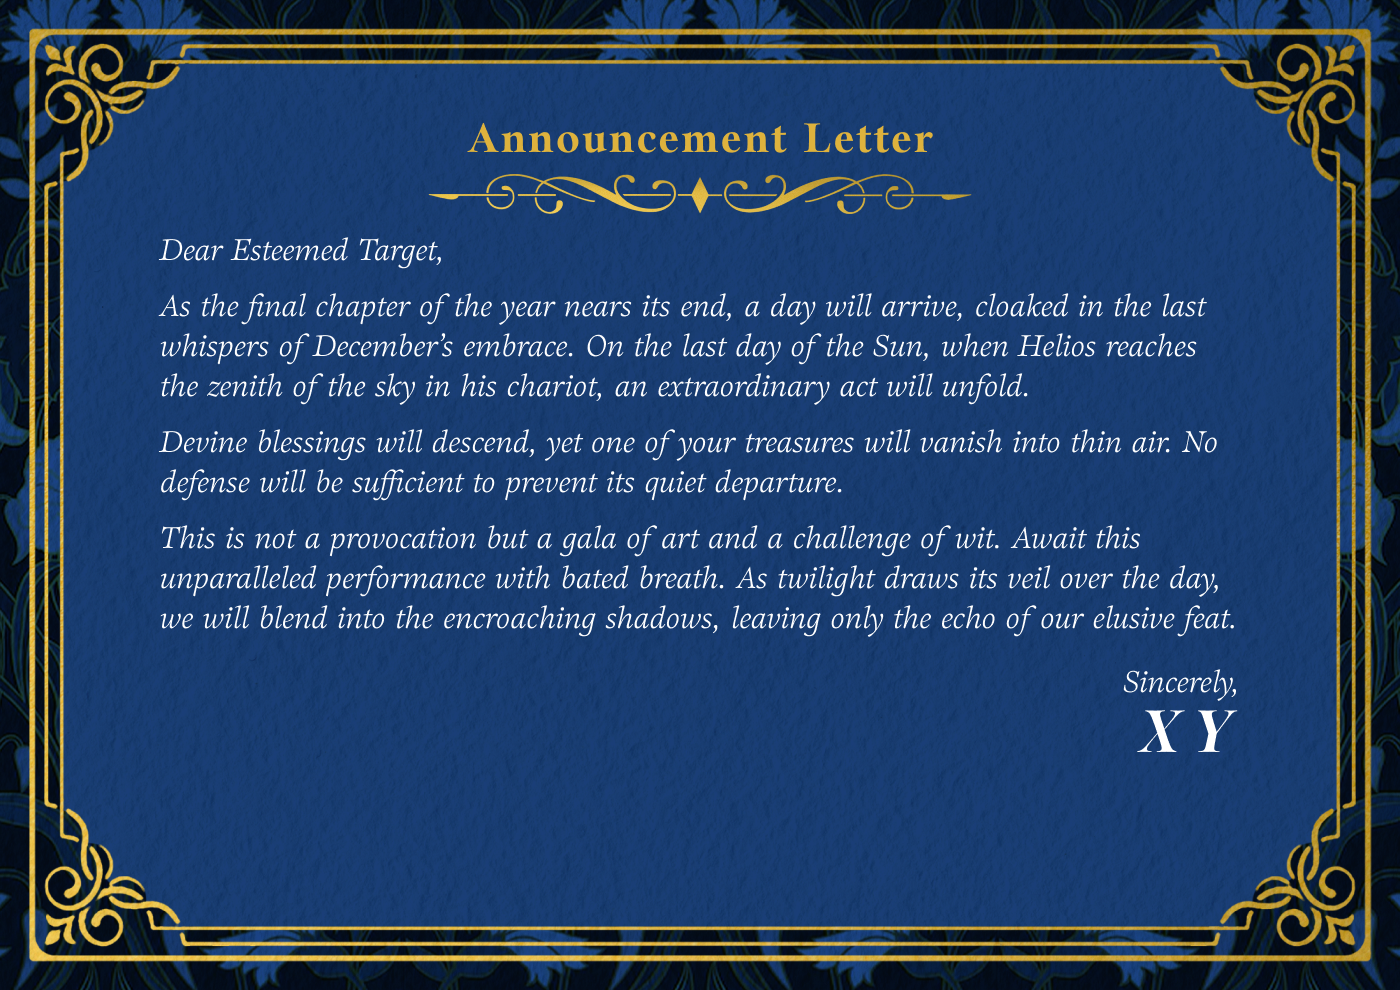 Announcement Letter
Dear Esteemed Target,
As the final chapter of the year nears its end, a day will arrive, cloaked in the last
whispers of December’s embrace. On the last day of the Sun, when Helios reaches
the zenith of the sky in his chariot, an extraordinary act will unfold.
Devine blessings will descend, yet one of your treasures will vanish into thin air. No
defense will be sufficient to prevent its quiet departure.
This is not a provocation but a gala of art and a challenge of wit. Await this
unparalleled performance with bated breath. As twilight draws its veil over the day,
we will blend into the encroaching shadows, leaving only the echo of our elusive feat.
Sincerely,
X Y